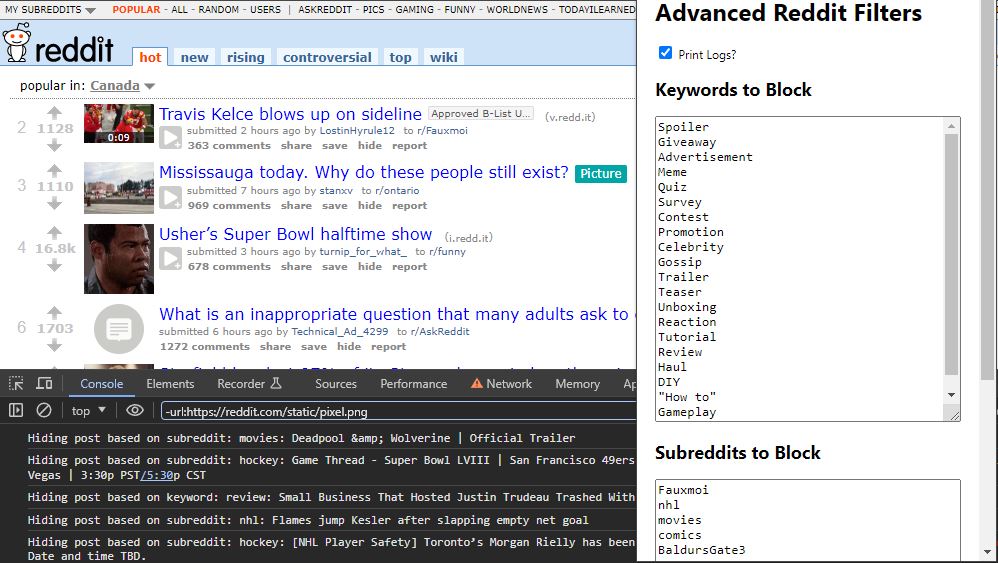 MY SUBREDDITS POPULAR - ALL - RANDOM - USERS | ASKREDDIT - PICS - GAMING - FUNNY - WORLDNEWS - TODAYILEARNED
reddit hot new rising controversial top wiki
popular in: Canada
2
1128
0:09
Travis Kelce blows up on sideline Approved B-List U... (v.redd.it)
submitted 2 hours ago by LostinHyrule12 to r/Fauxmoi
363 comments share save hide report
3
1110
Mississauga today. Why do these people still exist? Picture
submitted 7 hours ago by stanxv to r/ontario
969 comments share save hide report
4
16.8k
Usher’s Super Bowl halftime show (i.redd.it)
submitted 3 hours ago by turnip_for_what_ to r/funny
678 comments share save hide report
6
1703
What is an inappropriate question that many adults ask to
submitted 6 hours ago by Technical_Ad_4299 to r/AskReddit
1272 comments share save hide report
Console Elements Recorder Sources Performance Network Memory Ap
top -url:https://reddit.com/static/pixel.png
Hiding post based on subreddit: movies: Deadpool &amp; Wolverine | Official Trailer
Hiding post based on subreddit: hockey: Game Thread - Super Bowl LVIII | San Francisco 49ers
Vegas | 3:30p PST/5:30p CST
Hiding post based on keyword: review: Small Business That Hosted Justin Trudeau Trashed With
Hiding post based on subreddit: nhl: Flames jump Kesler after slapping empty net goal
Hiding post based on subreddit: hockey: [NHL Player Safety] Toronto’s Morgan Rielly has been
Date and time TBD.
Advanced Reddit Filters
Print Logs?
Keywords to Block
Spoiler
Giveaway
Advertisement
Meme
Quiz
Survey
Contest
Promotion
Celebrity
Gossip
Trailer
Teaser
Unboxing
Reaction
Tutorial
Review
Haul
DIY
"How to"
Gameplay
Subreddits to Block
Fauxmoi
nhl
movies
comics
BaldursGate3